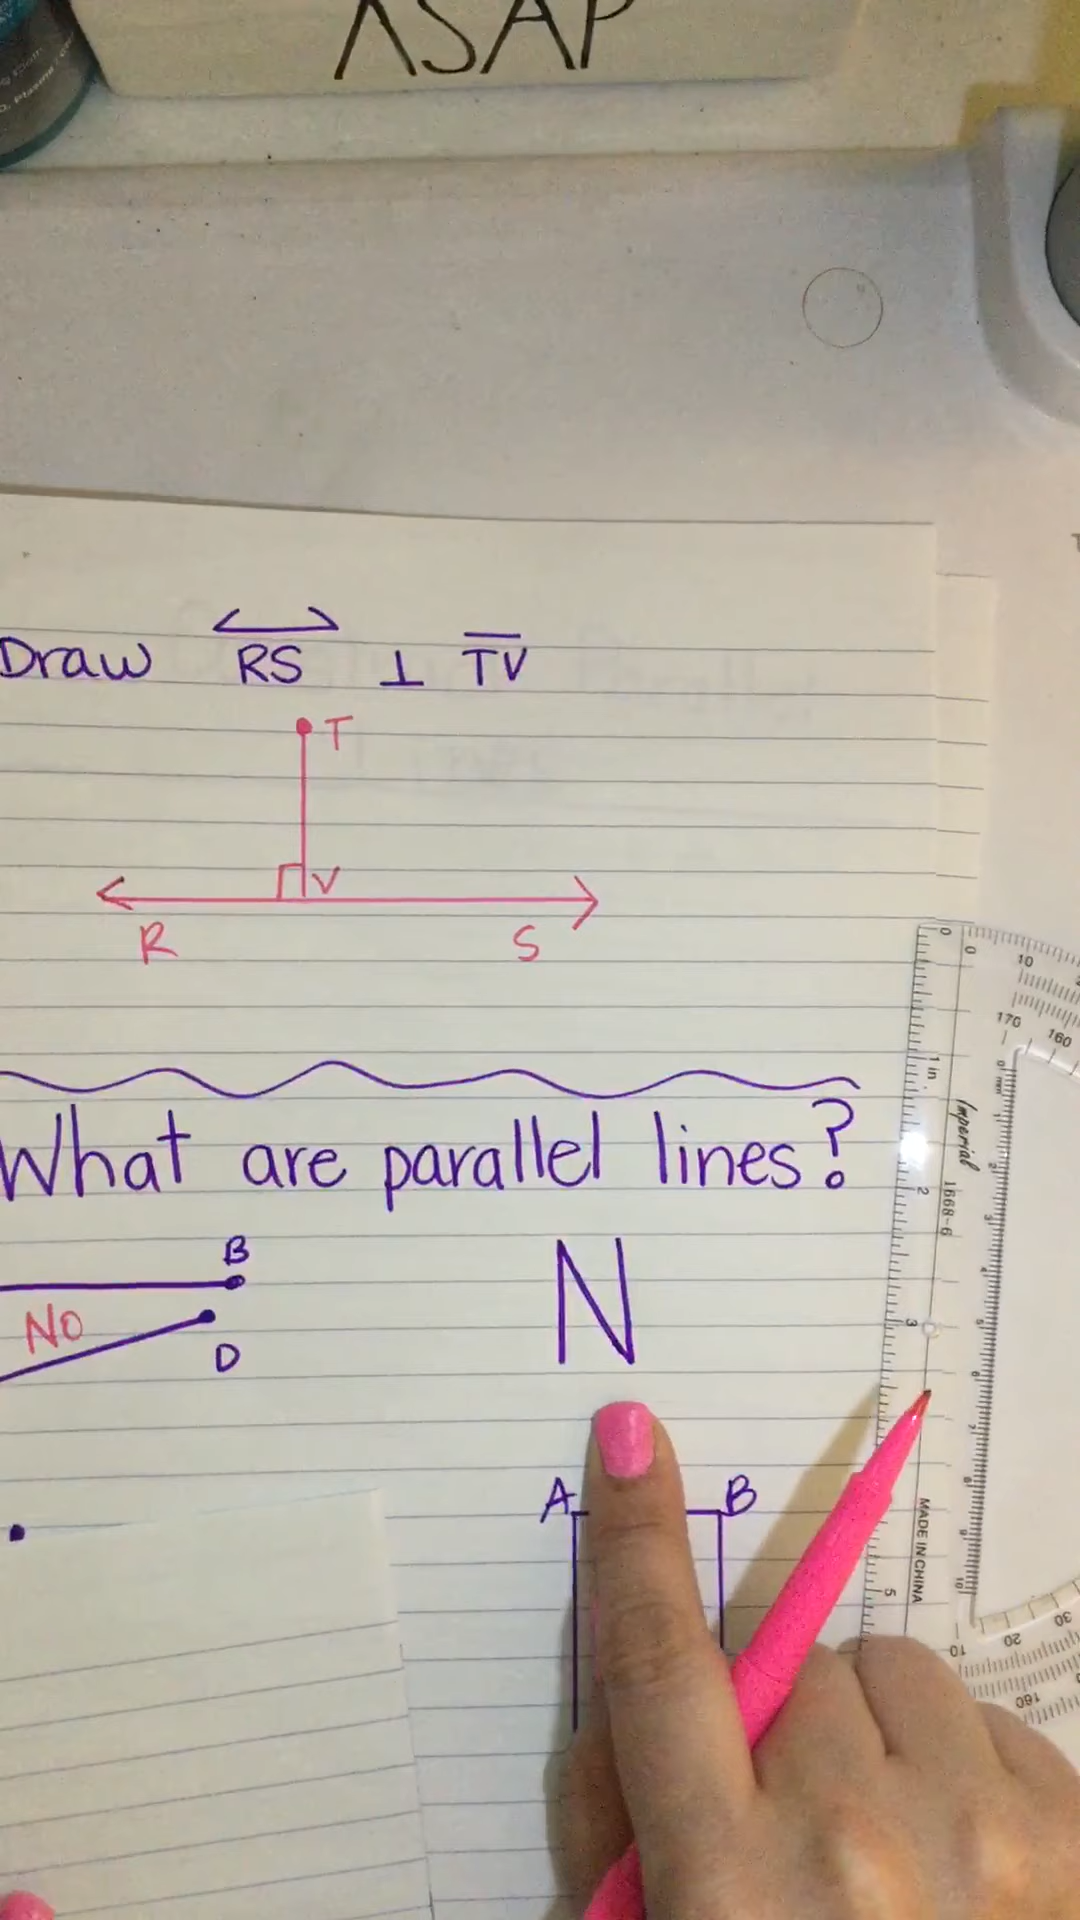 ASAP
Draw RS ⊥ TV
T
V
R S
What are parallel lines?
B
NO
D
N
A B
0 0 10
170 160
1 in
Imperial
2
1668-6
3
MADE IN CHINA
5
10 20 30
160